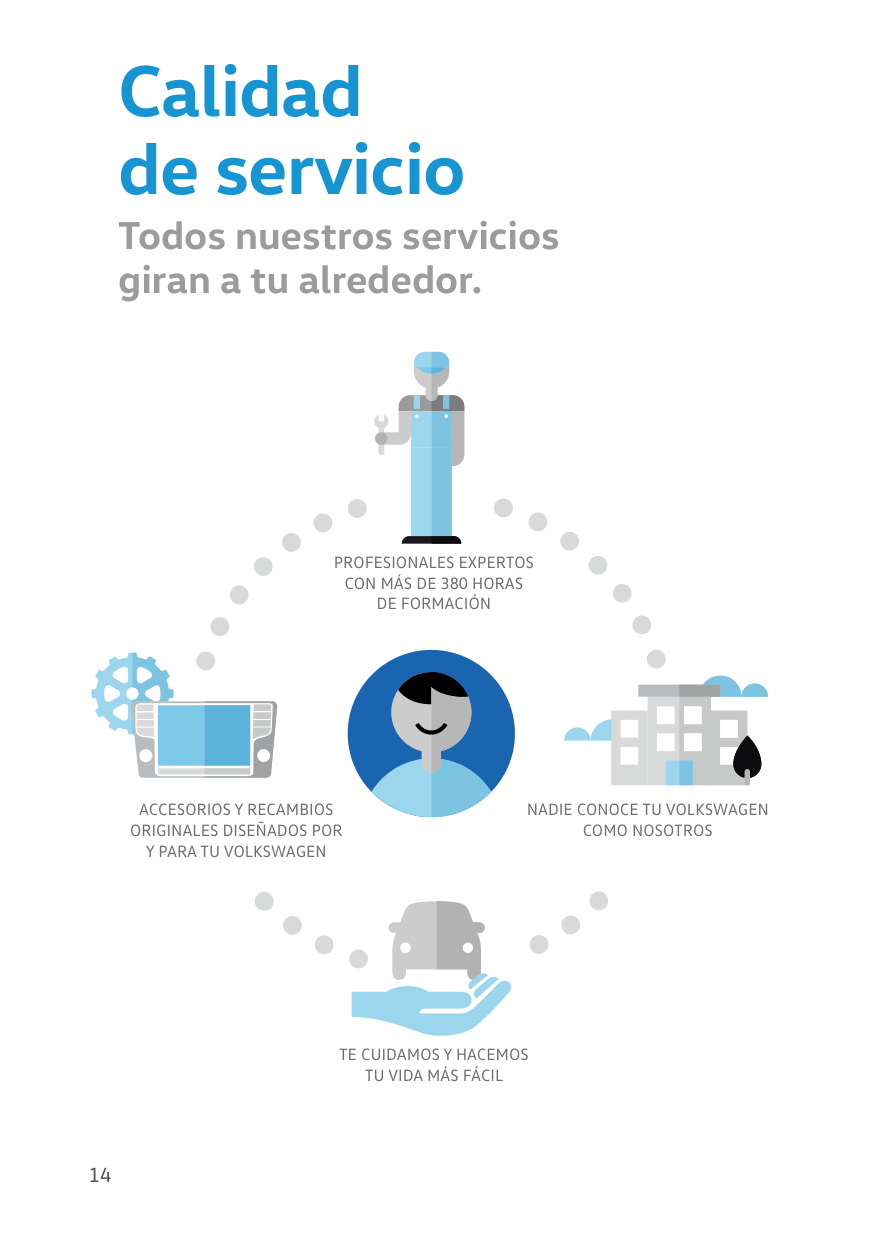 Calidad
de servicio
Todos nuestros servicios
giran a tu alrededor.
PROFESIONALES EXPERTOS
CON MÁS DE 380 HORAS
DE FORMACIÓN
ACCESORIOS Y RECAMBIOS
ORIGINALES DISEÑADOS POR
Y PARA TU VOLKSWAGEN
NADIE CONOCE TU VOLKSWAGEN
COMO NOSOTROS
TE CUIDAMOS Y HACEMOS
TU VIDA MÁS FÁCIL
14